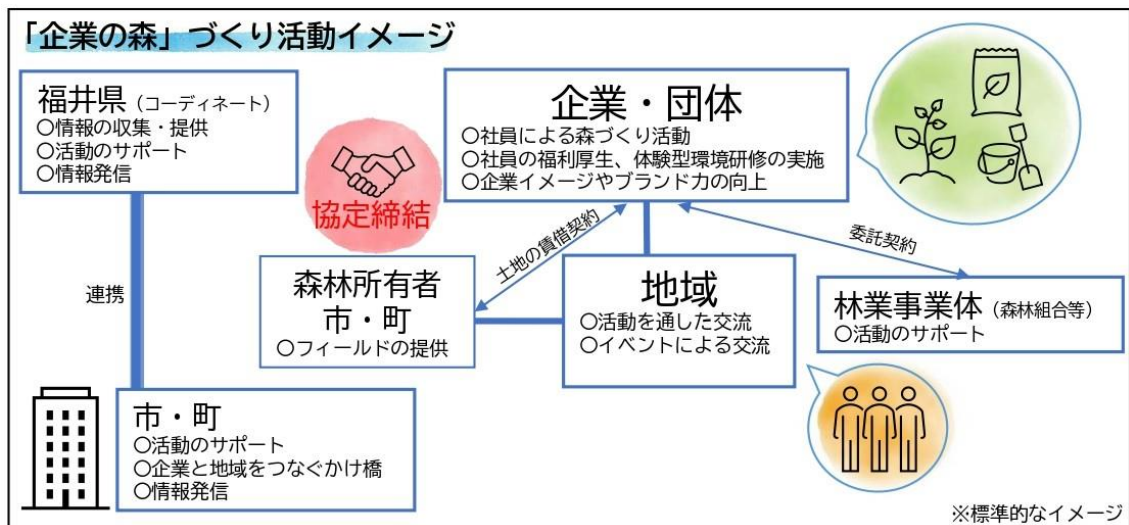 「企業の森」づくり活動イメージ
福井県（コーディネート）
○情報の収集・提供
○活動のサポート
○情報発信
協定締結
企業・団体
○社員による森づくり活動
○社員の福利厚生、体験型環境研修の実施
○企業イメージやブランド力の向上
土地の賃借契約
委託契約
連携
森林所有者
市・町
○フィールドの提供
地域
○活動を通した交流
○イベントによる交流
林業事業体（森林組合等）
○活動のサポート
市・町
○活動のサポート
○企業と地域をつなぐかけ橋
○情報発信
※標準的なイメージ